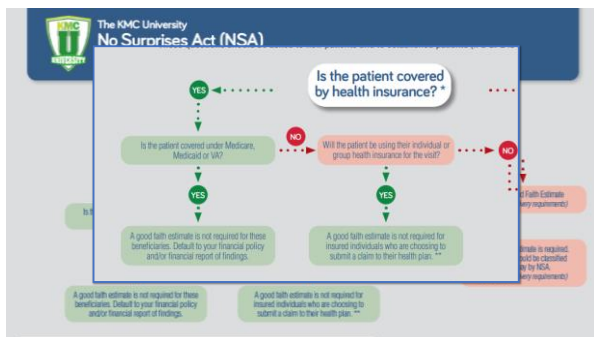 KMC
U
UNIVERSITY
The KMC University
No Surprises Act (NSA)
Is the patient covered
by health insurance? *
YES
NO
Is the patient covered under Medicare,
Medicaid or VA?
Will the patient be using their individual or
group health insurance for the visit?
NO
YES
YES
A good faith estimate is not required for these
beneficiaries. Default to your financial policy
and/or financial report of findings.
A good faith estimate is not required for
insured individuals who are choosing to
submit a claim to their health plan. **
Is t
d Faith Estimate
ery requirements)
timate is required.
ould be classified
ay by NSA.
very requirements)
A good faith estimate is not required for these
beneficiaries. Default to your financial policy
and/or financial report of findings.
A good faith estimate is not required for
insured individuals who are choosing to
submit a claim to their health plan. **